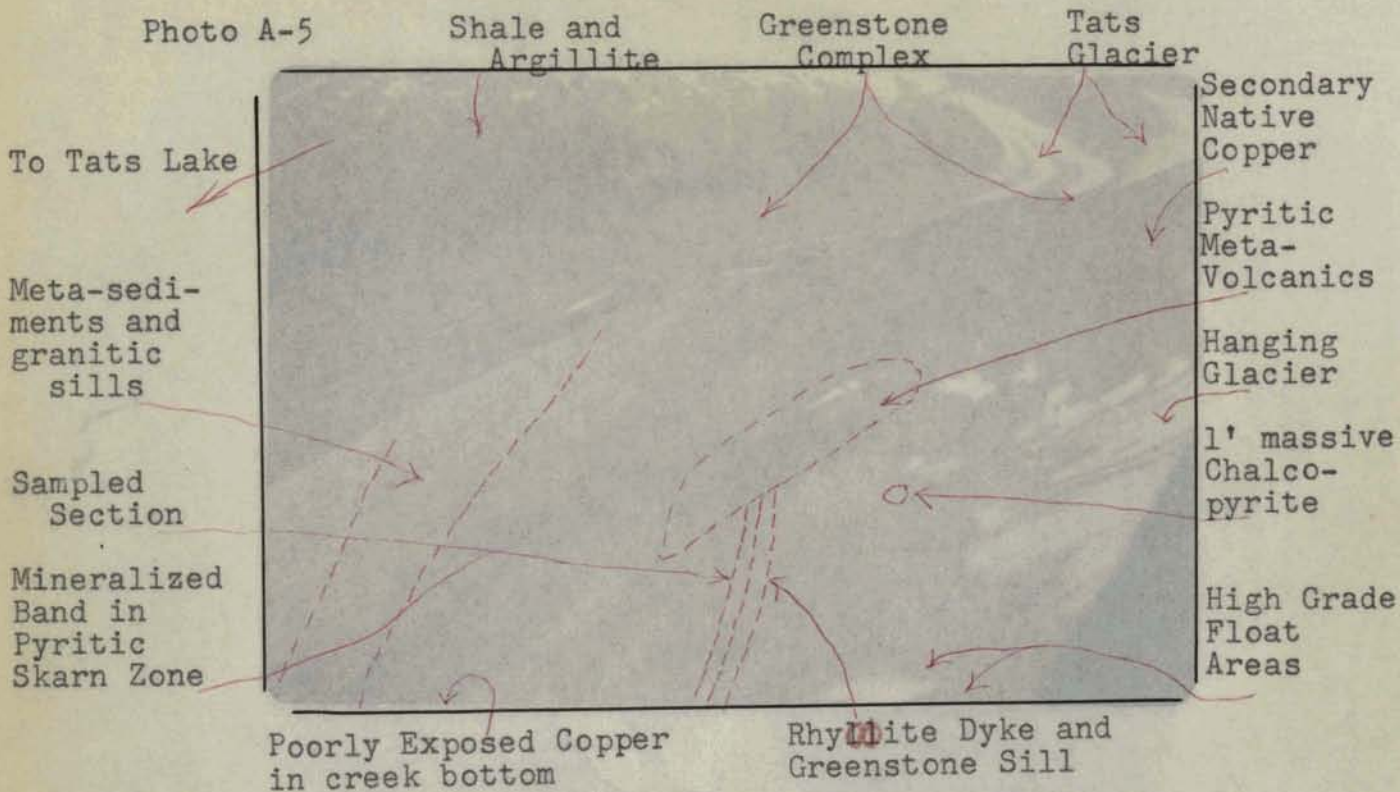 Photo A-5
Shale and
Argillite
Greenstone
Complex
Tats
Glacier
Secondary
Native
Copper
To Tats Lake
Pyritic
Meta-
Volcanics
Meta-sedi-
ments and
granitic
sills
Hanging
Glacier
1' massive
Chalco-
pyrite
Sampled
Section
Mineralized
Band in
Pyritic
Skarn Zone
High Grade
Float
Areas
Poorly Exposed Copper
in creek bottom
Dyke and
Greenstone Sill